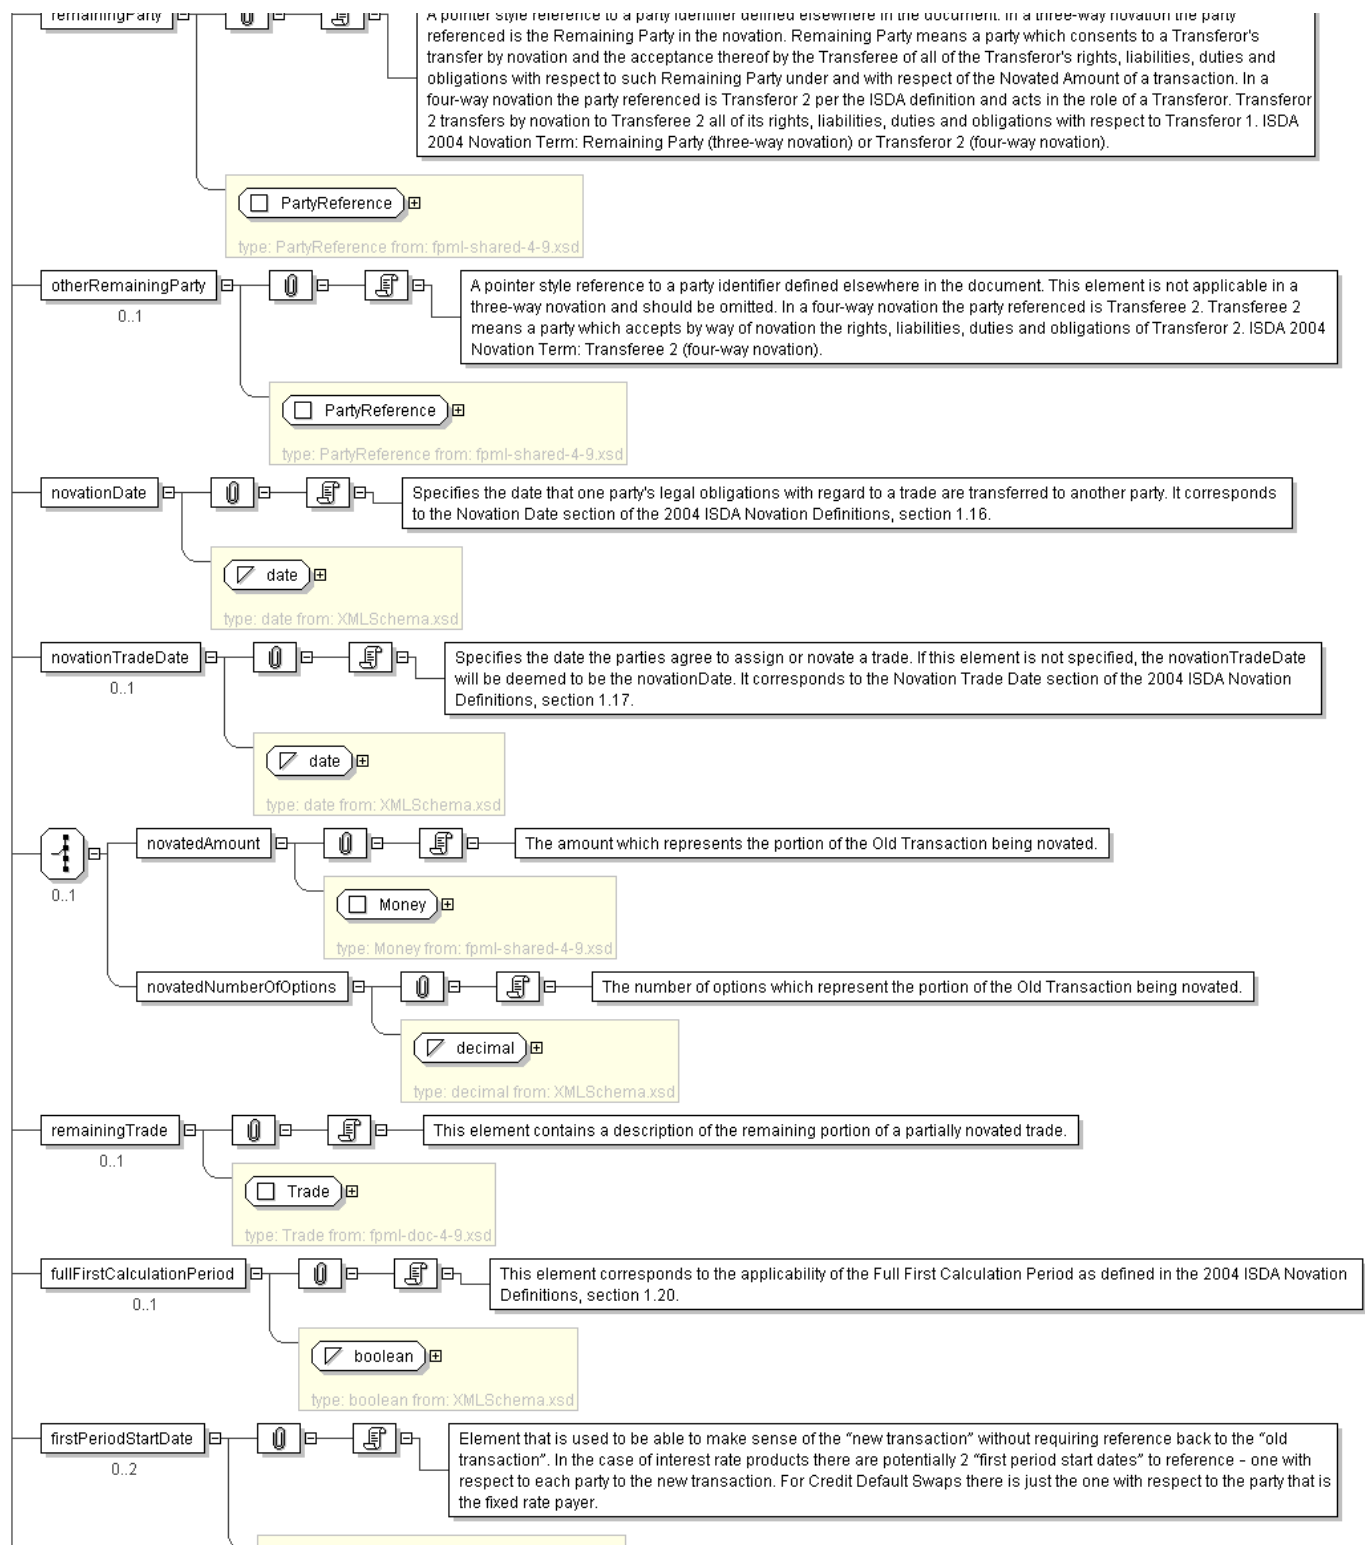 remainingParty
A pointer style reference to a party identifier defined elsewhere in the document. In a three-way novation the party
referenced is the Remaining Party in the novation. Remaining Party means a party which consents to a Transferor's
transfer by novation and the acceptance thereof by the Transferee of all of the Transferor's rights, liabilities, duties and
obligations with respect to such Remaining Party under and with respect of the Novated Amount of a transaction. In a
four-way novation the party referenced is Transferor 2 per the ISDA definition and acts in the role of a Transferor. Transferor
2 transfers by novation to Transferee 2 all of its rights, liabilities, duties and obligations with respect to Transferor 1. ISDA
2004 Novation Term: Remaining Party (three-way novation) or Transferor 2 (four-way novation).
PartyReference
type: PartyReference from: fpml-shared-4-9.xsd
otherRemainingParty
0..1
A pointer style reference to a party identifier defined elsewhere in the document. This element is not applicable in a
three-way novation and should be omitted. In a four-way novation the party referenced is Transferee 2. Transferee 2
means a party which accepts by way of novation the rights, liabilities, duties and obligations of Transferor 2. ISDA 2004
Novation Term: Transferee 2 (four-way novation).
PartyReference
type: PartyReference from: fpml-shared-4-9.xsd
novationDate
Specifies the date that one party's legal obligations with regard to a trade are transferred to another party. It corresponds
to the Novation Date section of the 2004 ISDA Novation Definitions, section 1.16.
date
type: date from: XMLSchema.xsd
novationTradeDate
0..1
Specifies the date the parties agree to assign or novate a trade. If this element is not specified, the novationTradeDate
will be deemed to be the novationDate. It corresponds to the Novation Trade Date section of the 2004 ISDA Novation
Definitions, section 1.17.
date
type: date from: XMLSchema.xsd
0..1
novatedAmount
The amount which represents the portion of the Old Transaction being novated.
Money
type: Money from: fpml-shared-4-9.xsd
novatedNumberOfOptions
The number of options which represent the portion of the Old Transaction being novated.
decimal
type: decimal from: XMLSchema.xsd
remainingTrade
0..1
This element contains a description of the remaining portion of a partially novated trade.
Trade
type: Trade from: fpml-doc-4-9.xsd
fullFirstCalculationPeriod
0..1
This element corresponds to the applicability of the Full First Calculation Period as defined in the 2004 ISDA Novation
Definitions, section 1.20.
boolean
type: boolean from: XMLSchema.xsd
firstPeriodStartDate
0..2
Element that is used to be able to make sense of the “new transaction” without requiring reference back to the “old
transaction”. In the case of interest rate products there are potentially 2 “first period start dates” to reference – one with
respect to each party to the new transaction. For Credit Default Swaps there is just the one with respect to the party that is
the fixed rate payer.